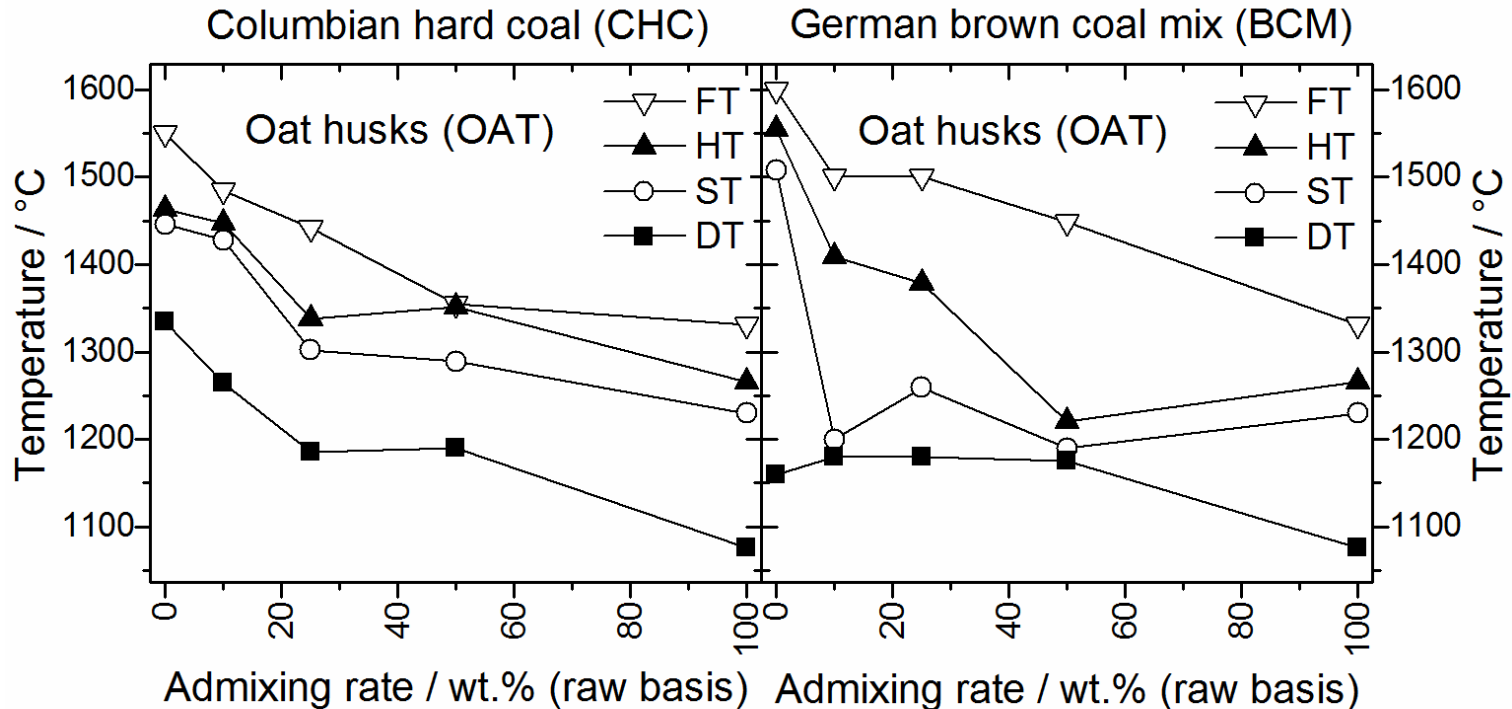 Columbian hard coal (CHC)
German brown coal mix (BCM)
Temperature / °C
1600
1500
1400
1300
1200
1100
Oat husks (OAT)
FT
HT
ST
DT
0
20
40
60
80
100
Admixing rate / wt.% (raw basis)
Oat husks (OAT)
FT
HT
ST
DT
0
20
40
60
80
100
Admixing rate / wt.% (raw basis)
1600
1500
1400
1300
1200
1100
Temperature / °C